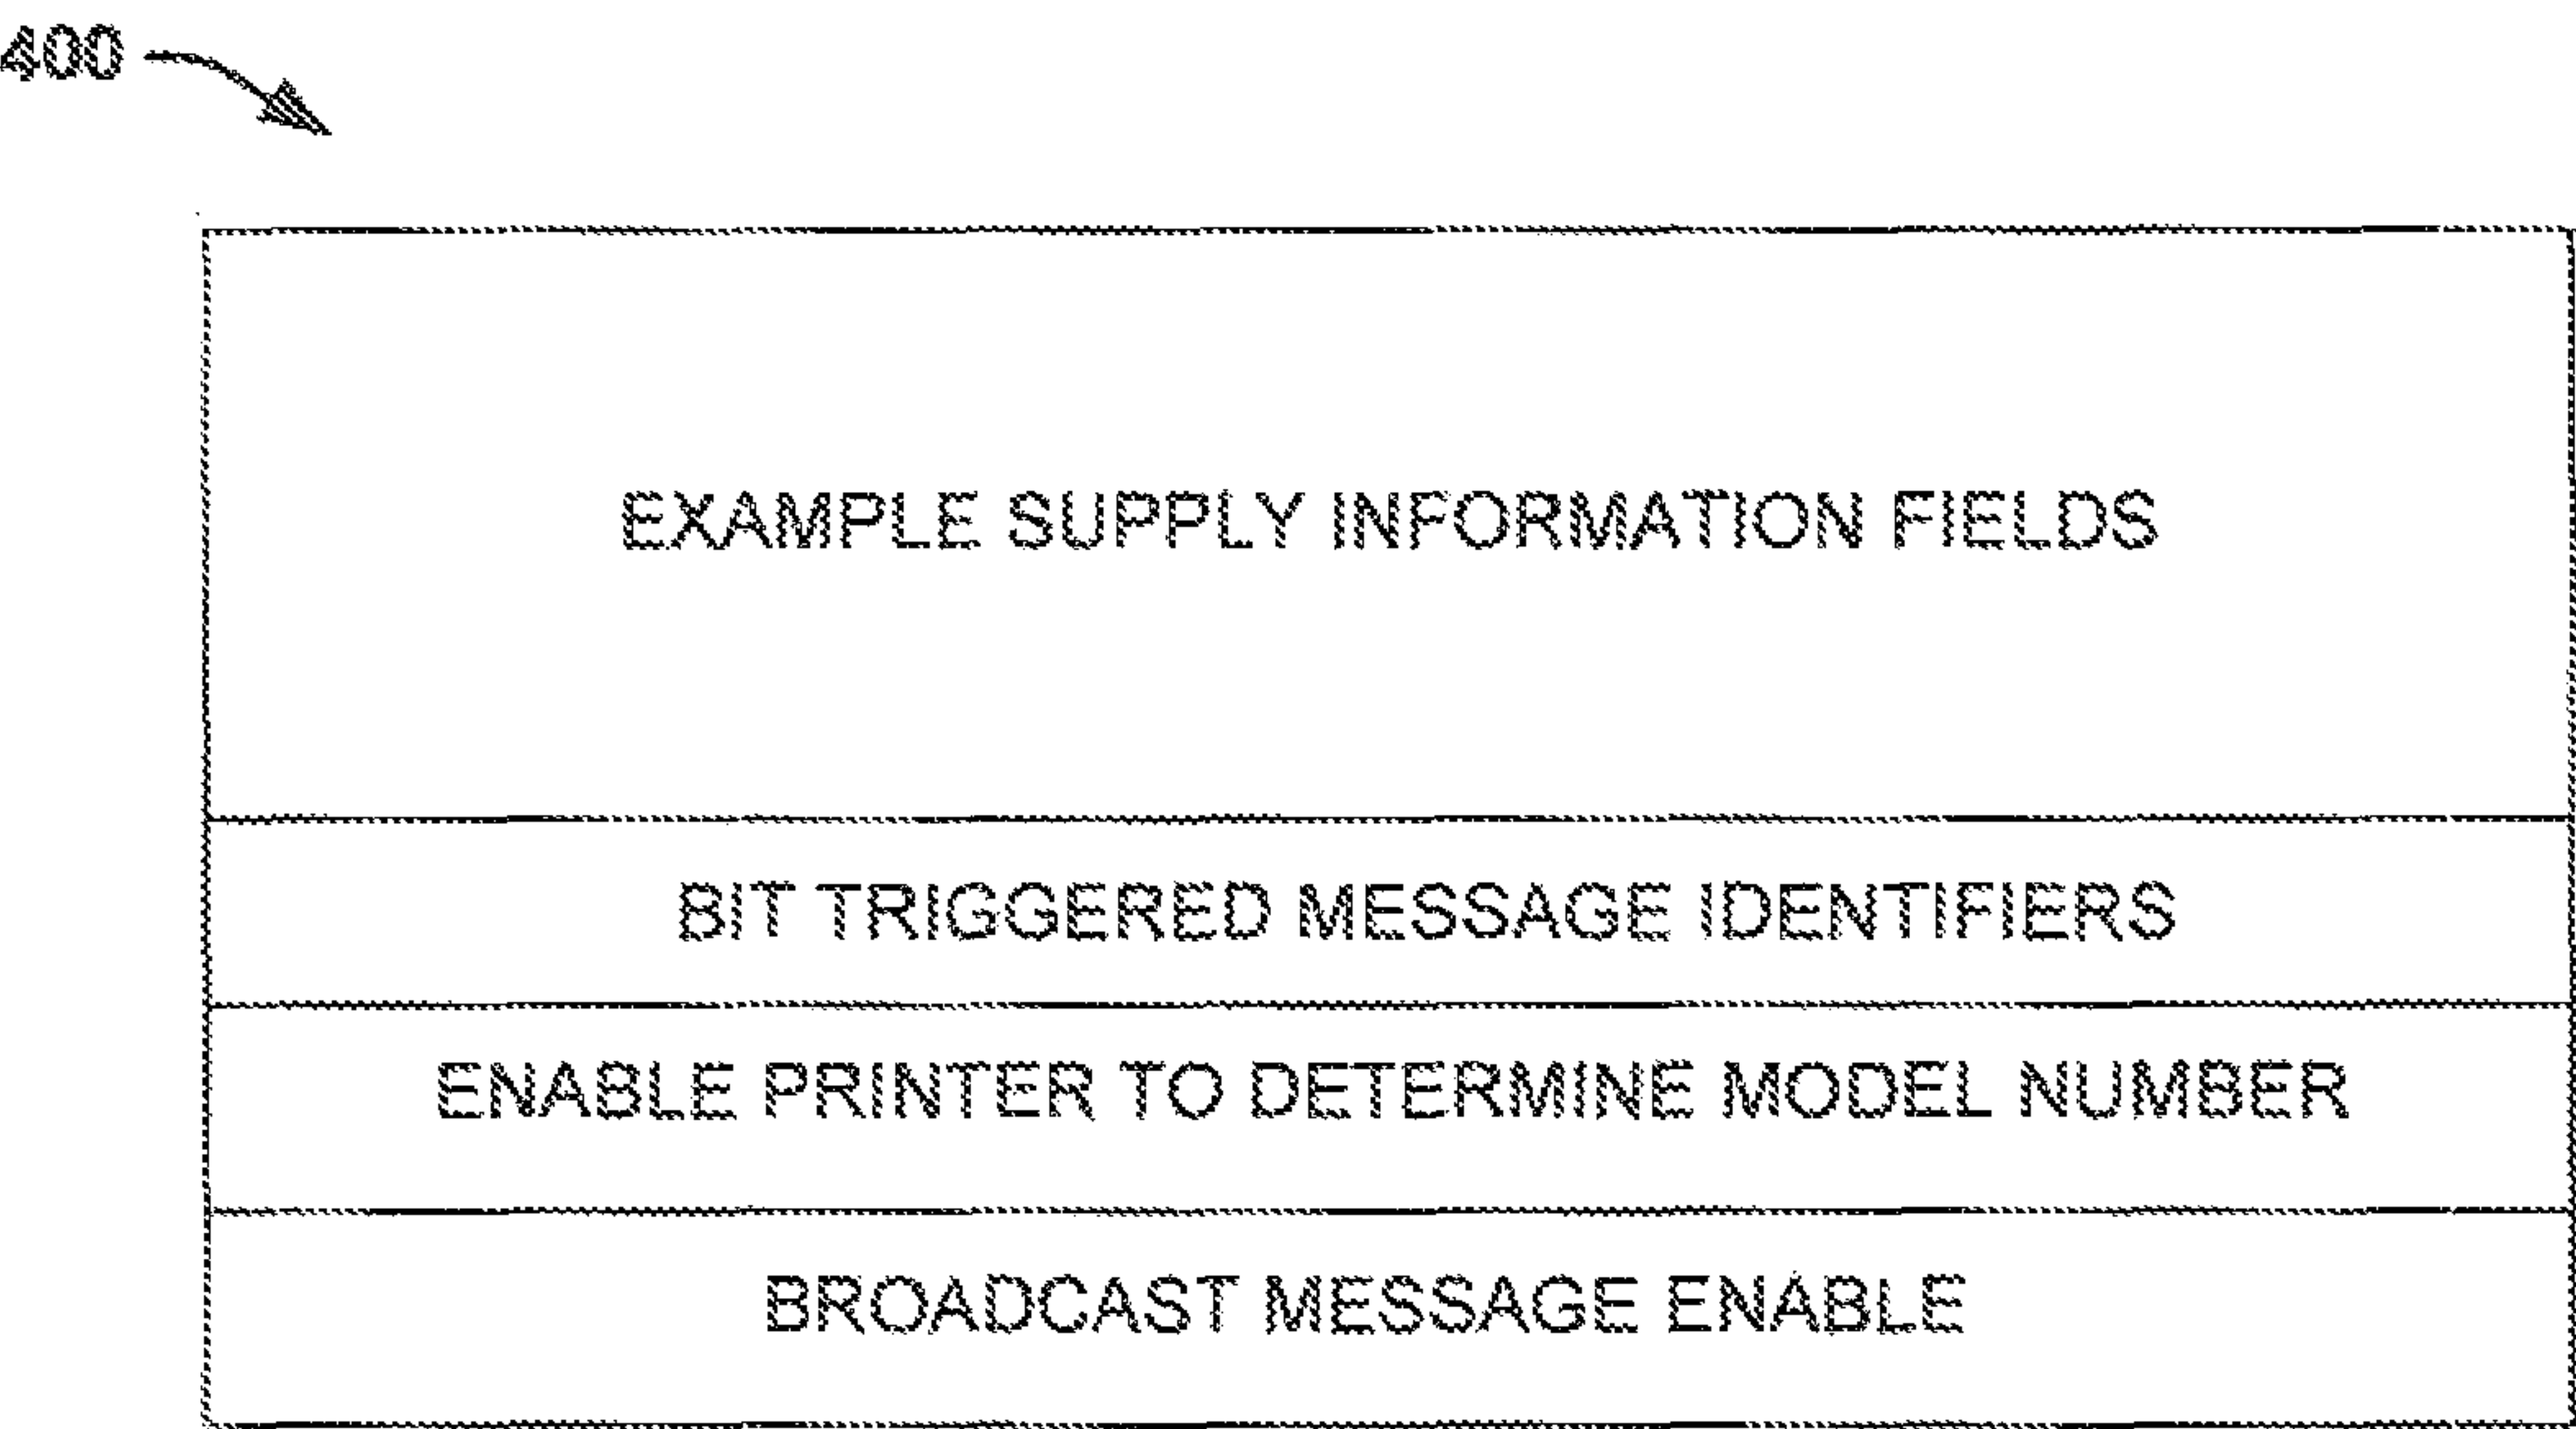 400
EXAMPLE SUPPLY INFORMATION FIELDS
BIT TRIGGERED MESSAGE IDENTIFIERS
ENABLE PRINTER TO DETERMINE MODEL NUMBER
BROADCAST MESSAGE ENABLE